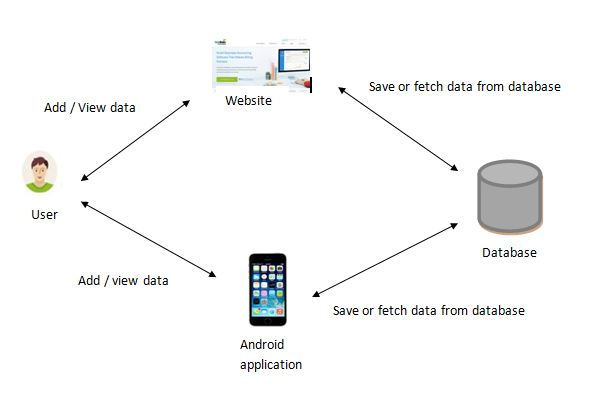 Website
Save or fetch data from database
Add / View data
User
Database
Add / view data
Save or fetch data from database
Android
application